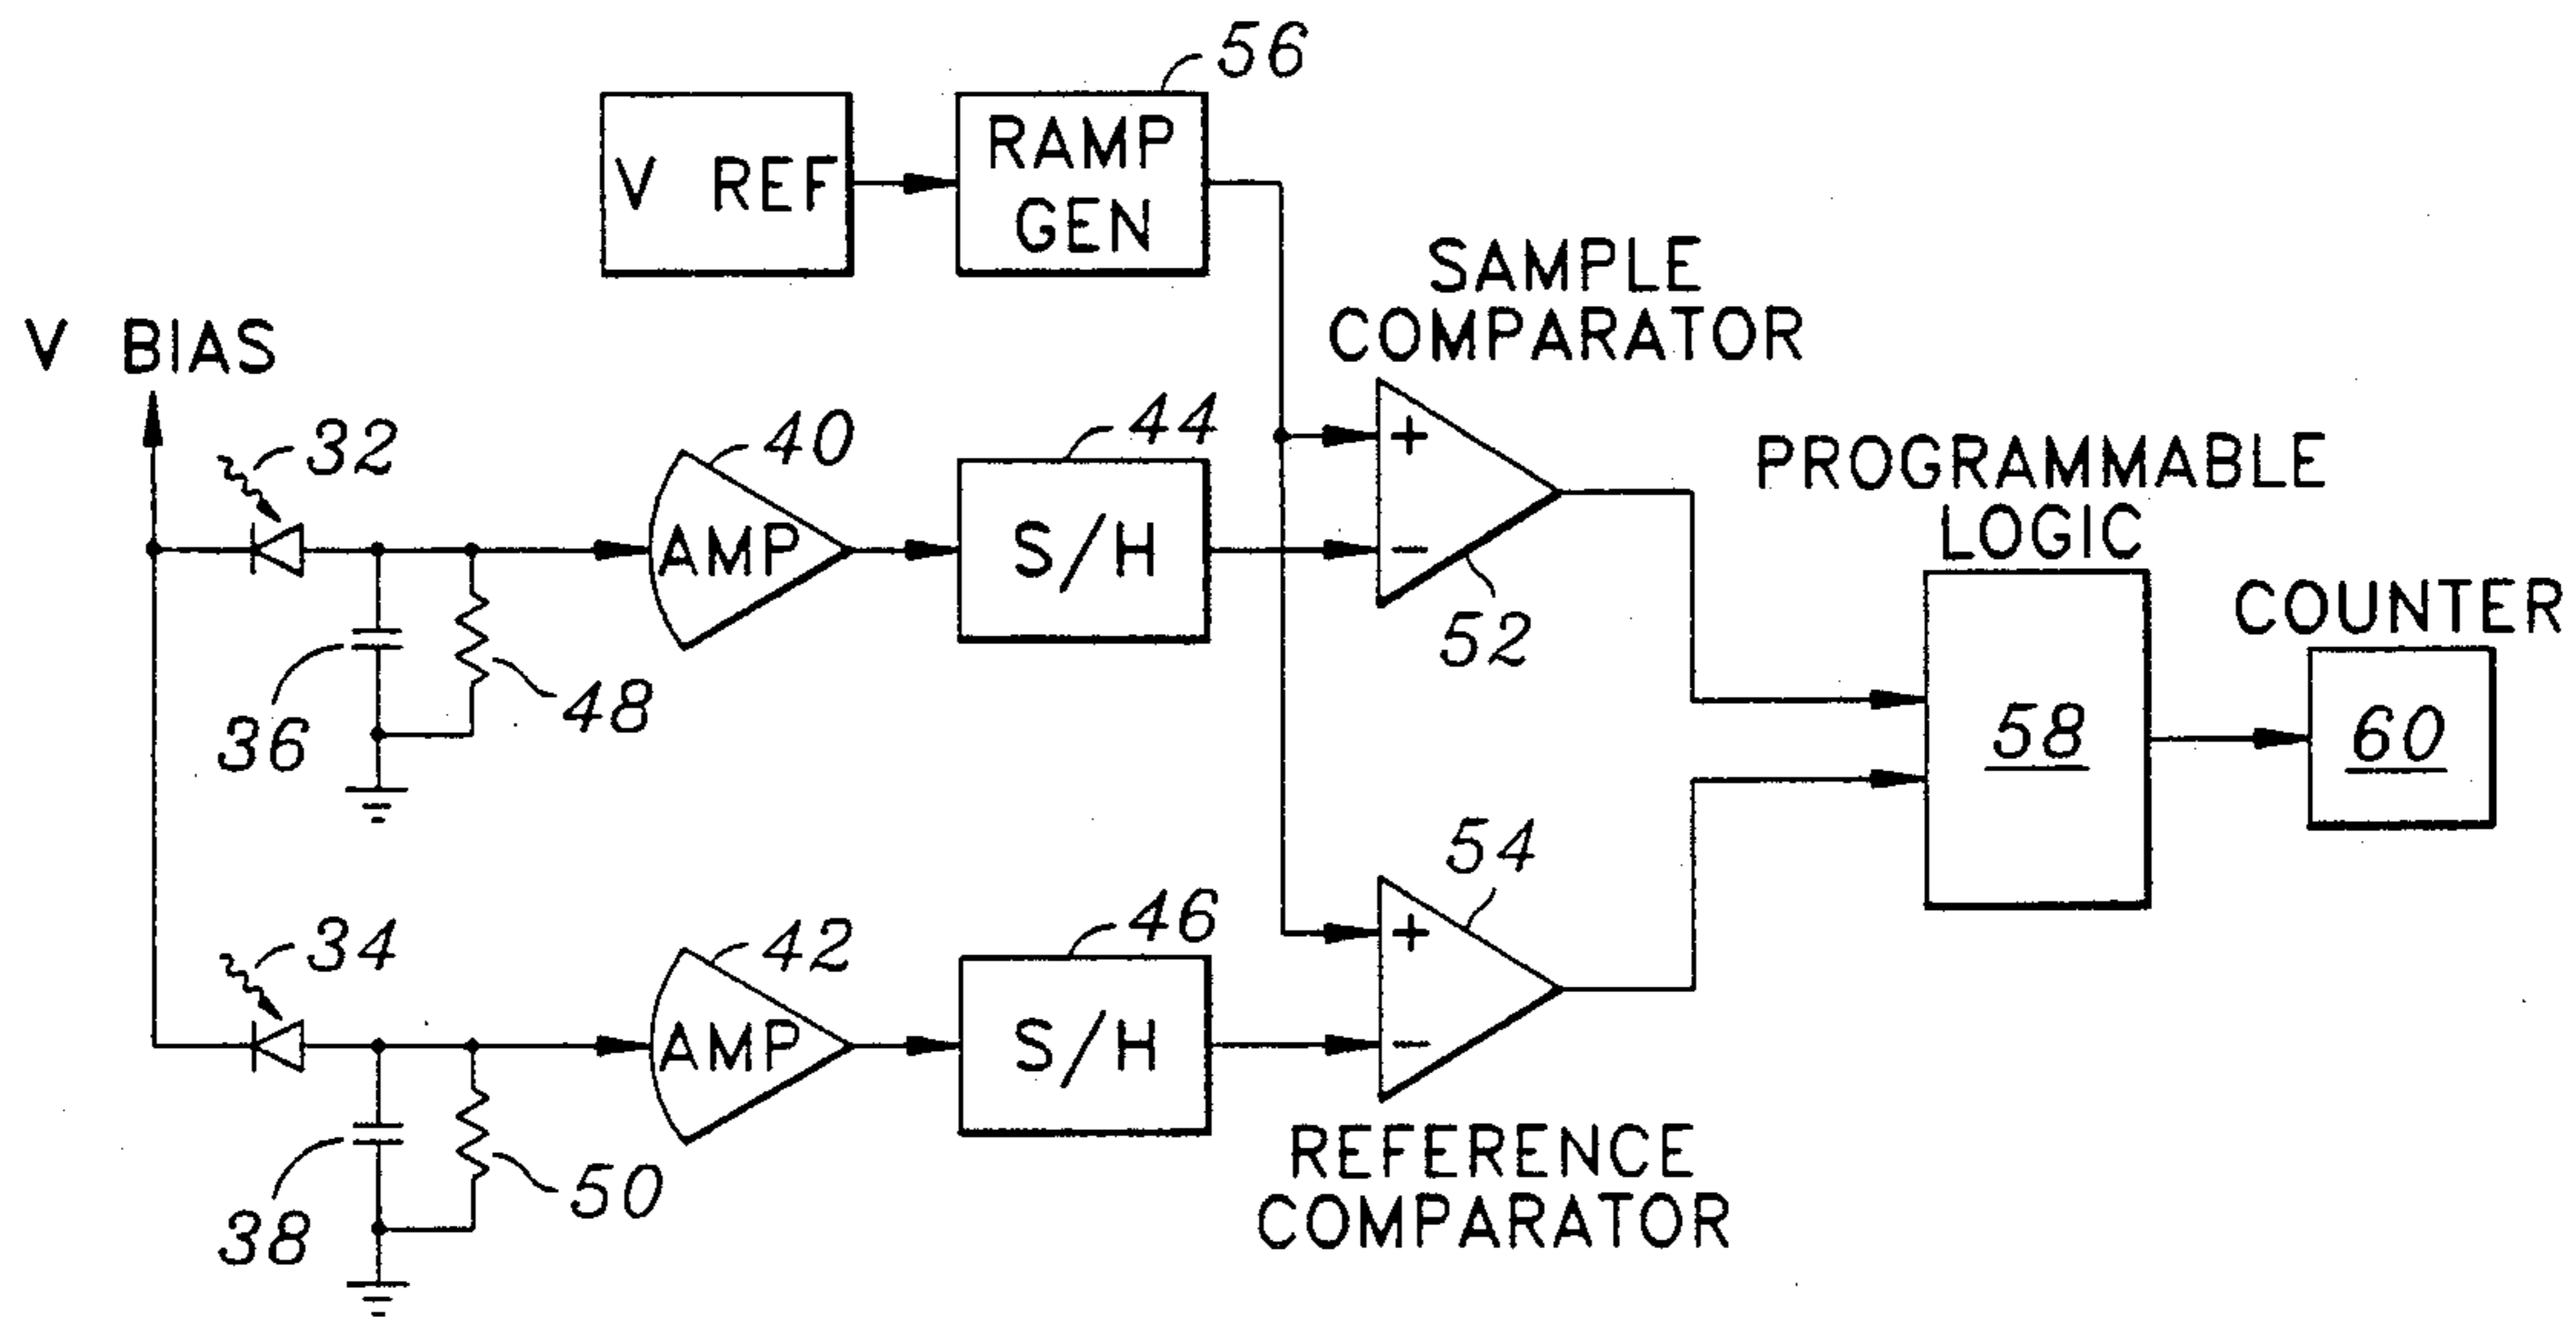 56
V REF
RAMP
GEN
SAMPLE
COMPARATOR
V BIAS
32
40
44
+
PROGRAMMABLE
LOGIC
AMP
S/H
−
52
COUNTER
36
48
58
60
34
42
46
54
+
AMP
S/H
−
38
50
REFERENCE
COMPARATOR